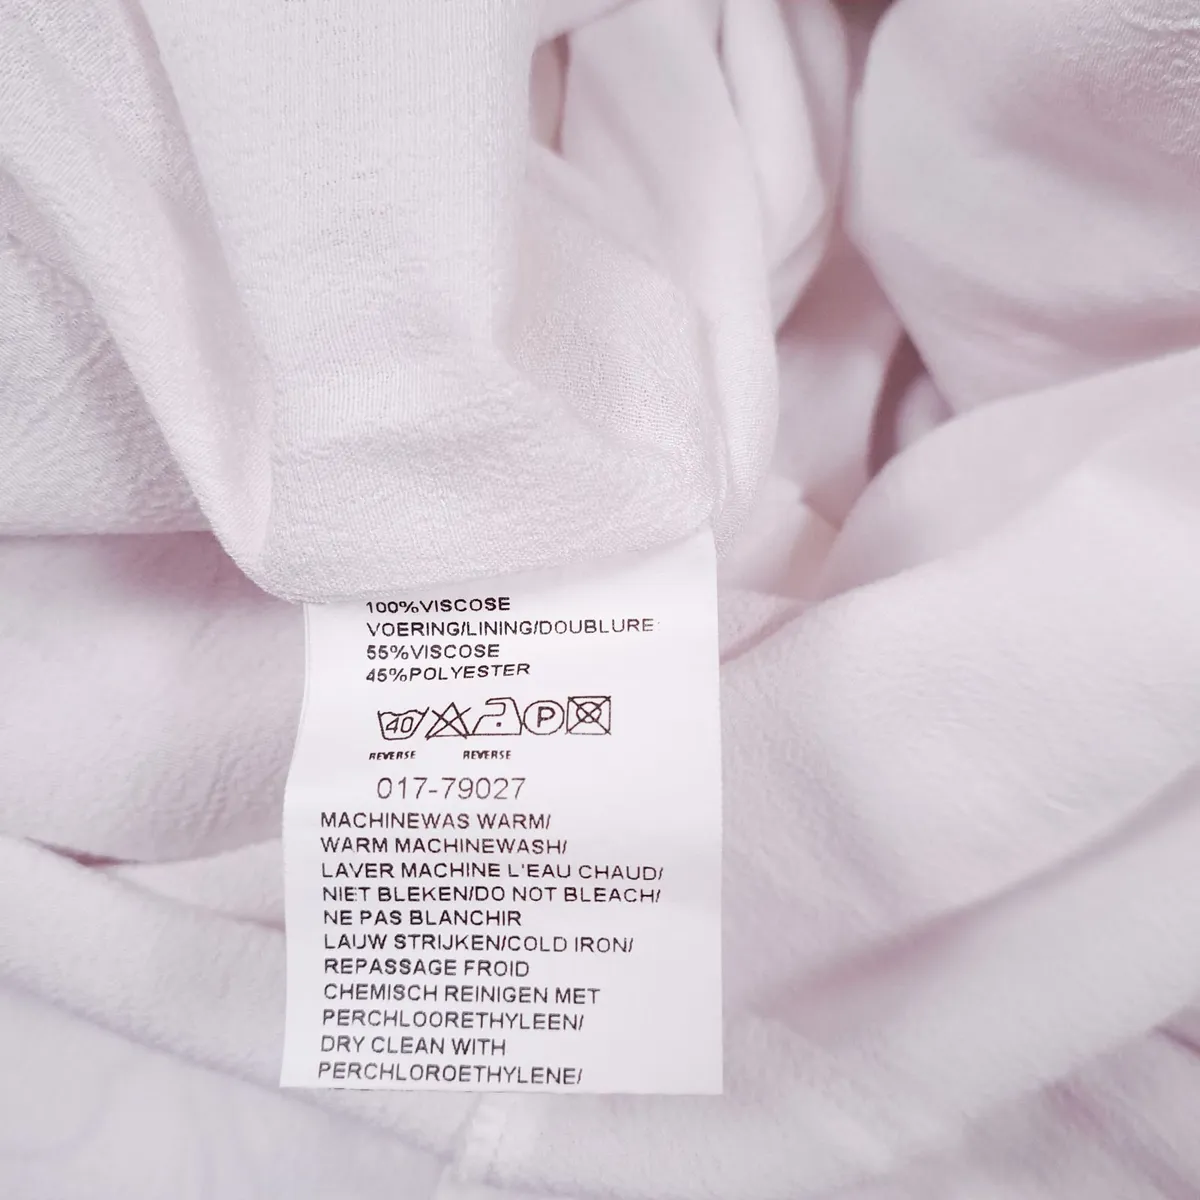 100%VISCOSE
VOERING/LINING/DOUBLURE:
55%VISCOSE
45%POLYESTER
40 P
REVERSE REVERSE
017-79027
MACHINEWAS WARM/
WARM MACHINEWASH/
LAVER MACHINE L'EAU CHAUD/
NIET BLEKEN/DO NOT BLEACH/
NE PAS BLANCHIR
LAUW STRIJKEN/COLD IRON/
REPASSAGE FROID
CHEMISCH REINIGEN MET
PERCHLOORETHYLEEN/
DRY CLEAN WITH
PERCHLOROETHYLENE/